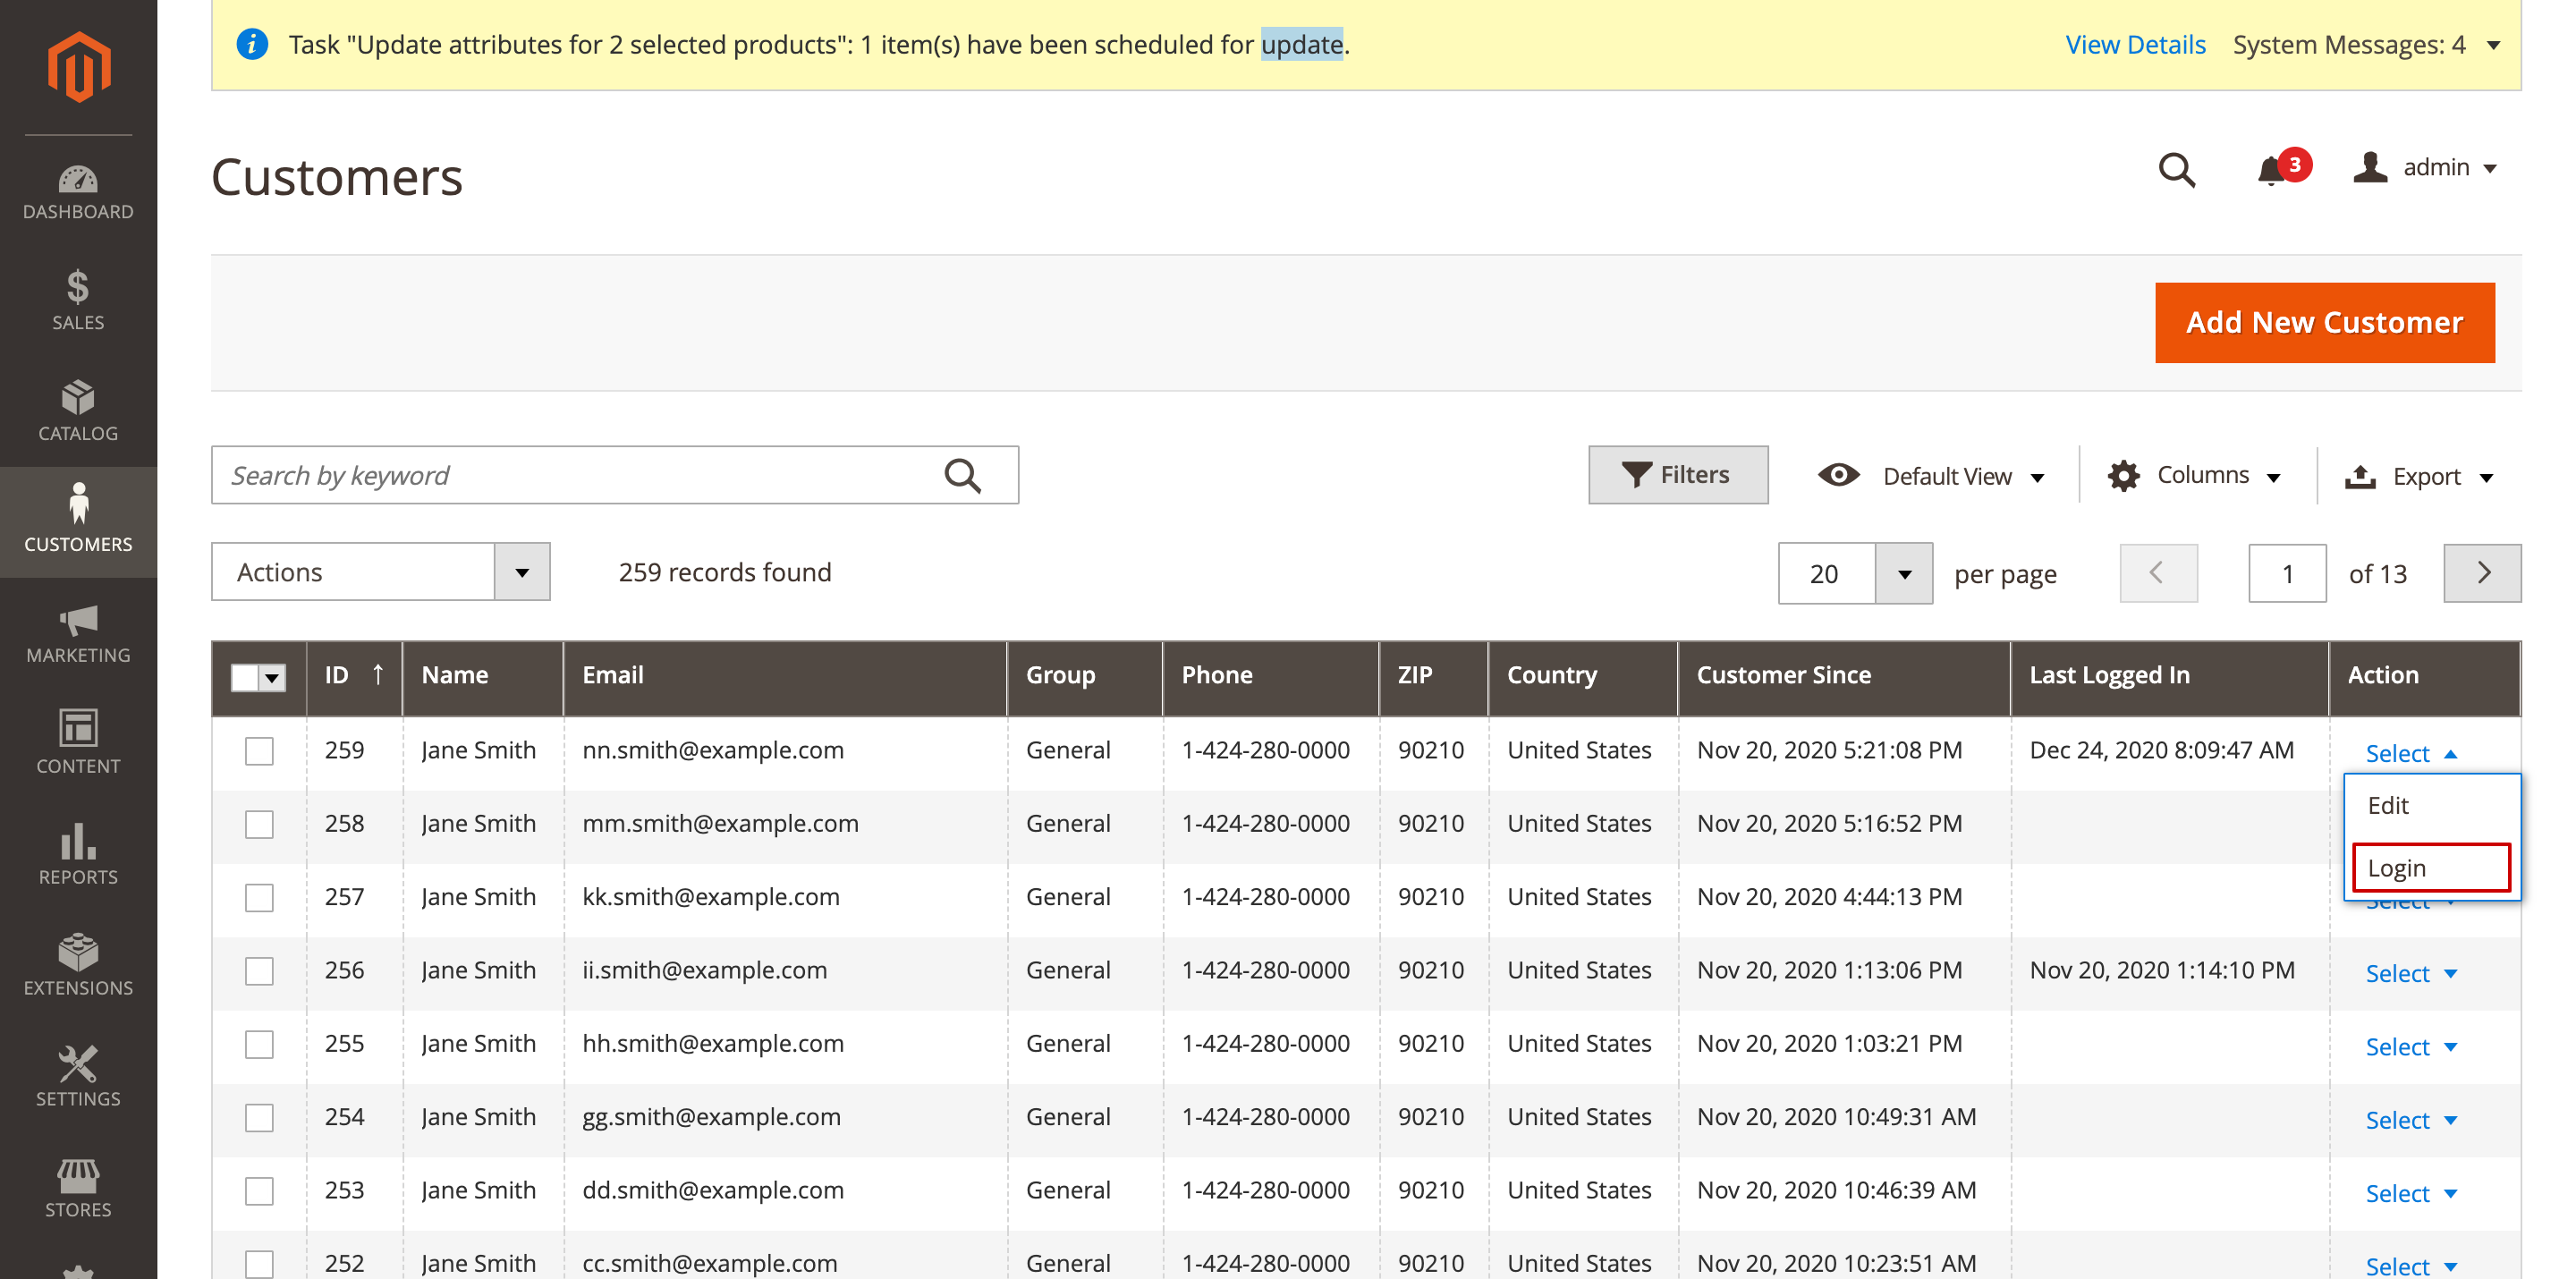 Task "Update attributes for 2 selected products": 1 item(s) have been scheduled for update. View Details System Messages: 4
Customers 3 admin
DASHBOARD
SALES
CATALOG
CUSTOMERS
MARKETING
CONTENT
REPORTS
EXTENSIONS
SETTINGS
STORES
Add New Customer
Search by keyword Filters Default View Columns Export
Actions 259 records found 20 per page 1 of 13
ID ↑ Name Email Group Phone ZIP Country Customer Since Last Logged In Action
259 Jane Smith nn.smith@example.com General 1-424-280-0000 90210 United States Nov 20, 2020 5:21:08 PM Dec 24, 2020 8:09:47 AM Select
Edit
258 Jane Smith mm.smith@example.com General 1-424-280-0000 90210 United States Nov 20, 2020 5:16:52 PM
Login
257 Jane Smith kk.smith@example.com General 1-424-280-0000 90210 United States Nov 20, 2020 4:44:13 PM Select
256 Jane Smith ii.smith@example.com General 1-424-280-0000 90210 United States Nov 20, 2020 1:13:06 PM Nov 20, 2020 1:14:10 PM Select
255 Jane Smith hh.smith@example.com General 1-424-280-0000 90210 United States Nov 20, 2020 1:03:21 PM Select
254 Jane Smith gg.smith@example.com General 1-424-280-0000 90210 United States Nov 20, 2020 10:49:31 AM Select
253 Jane Smith dd.smith@example.com General 1-424-280-0000 90210 United States Nov 20, 2020 10:46:39 AM Select
252 Jane Smith cc.smith@example.com General 1-424-280-0000 90210 United States Nov 20, 2020 10:23:51 AM Select